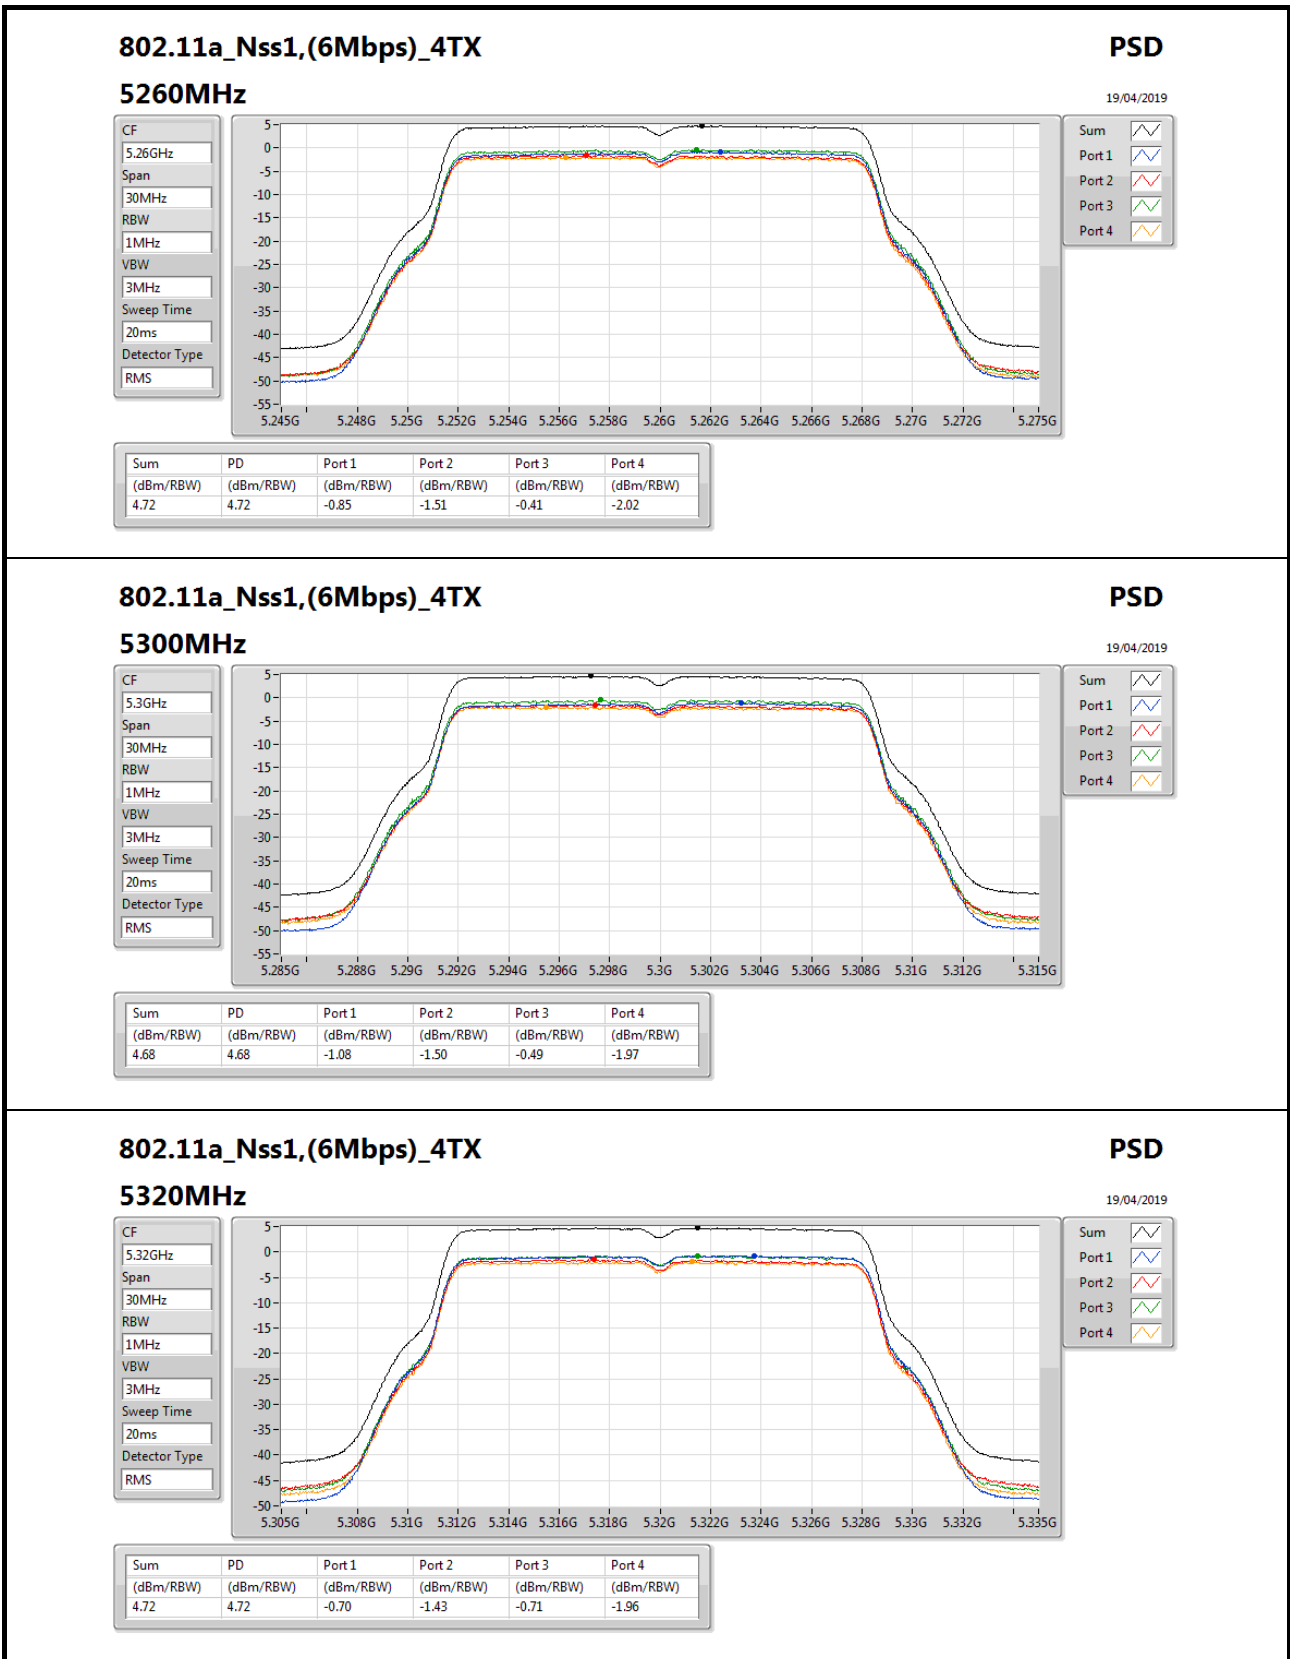 802.11a_Nss1,(6Mbps)_4TX PSD
5260MHz 19/04/2019
CF
5.26GHz
Span
30MHz
RBW
1MHz
VBW
3MHz
Sweep Time
20ms
Detector Type
RMS
5
0
-5
-10
-15
-20
-25
-30
-35
-40
-45
-50
-55
5.245G 5.248G 5.25G 5.252G 5.254G 5.256G 5.258G 5.26G 5.262G 5.264G 5.266G 5.268G 5.27G 5.272G 5.275G
Sum
Port 1
Port 2
Port 3
Port 4
Sum PD Port 1 Port 2 Port 3 Port 4
(dBm/RBW) (dBm/RBW) (dBm/RBW) (dBm/RBW) (dBm/RBW) (dBm/RBW)
4.72 4.72 -0.85 -1.51 -0.41 -2.02
802.11a_Nss1,(6Mbps)_4TX PSD
5300MHz 19/04/2019
CF
5.3GHz
Span
30MHz
RBW
1MHz
VBW
3MHz
Sweep Time
20ms
Detector Type
RMS
5
0
-5
-10
-15
-20
-25
-30
-35
-40
-45
-50
-55
5.285G 5.288G 5.29G 5.292G 5.294G 5.296G 5.298G 5.3G 5.302G 5.304G 5.306G 5.308G 5.31G 5.312G 5.315G
Sum
Port 1
Port 2
Port 3
Port 4
Sum PD Port 1 Port 2 Port 3 Port 4
(dBm/RBW) (dBm/RBW) (dBm/RBW) (dBm/RBW) (dBm/RBW) (dBm/RBW)
4.68 4.68 -1.08 -1.50 -0.49 -1.97
802.11a_Nss1,(6Mbps)_4TX PSD
5320MHz 19/04/2019
CF
5.32GHz
Span
30MHz
RBW
1MHz
VBW
3MHz
Sweep Time
20ms
Detector Type
RMS
5
0
-5
-10
-15
-20
-25
-30
-35
-40
-45
-50
5.305G 5.308G 5.31G 5.312G 5.314G 5.316G 5.318G 5.32G 5.322G 5.324G 5.326G 5.328G 5.33G 5.332G 5.335G
Sum
Port 1
Port 2
Port 3
Port 4
Sum PD Port 1 Port 2 Port 3 Port 4
(dBm/RBW) (dBm/RBW) (dBm/RBW) (dBm/RBW) (dBm/RBW) (dBm/RBW)
4.72 4.72 -0.70 -1.43 -0.71 -1.96